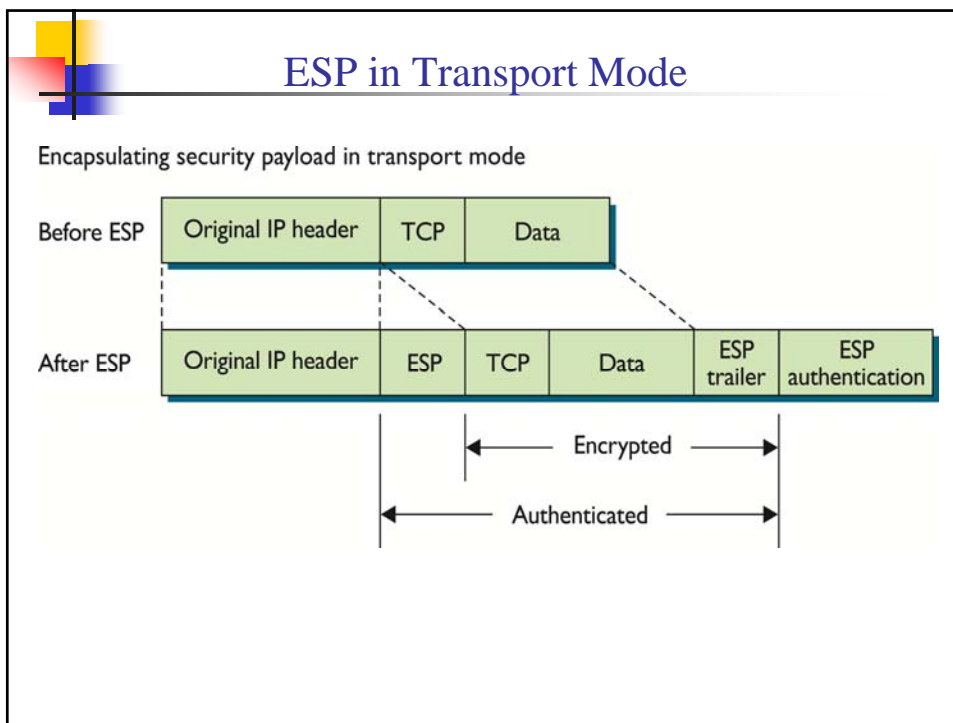 ESP in Transport Mode
Encapsulating security payload in transport mode
Before ESP
Original IP header
TCP
Data
After ESP
Original IP header
ESP
TCP
Data
ESP
trailer
ESP
authentication
Encrypted
Authenticated